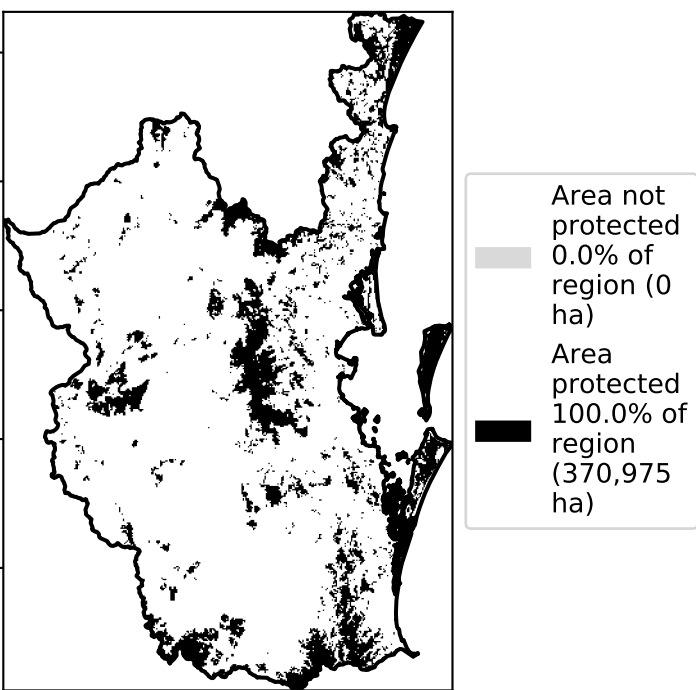 Area not
protected
0.0% of
region (0
ha)
Area
protected
100.0% of
region
(370,975
ha)